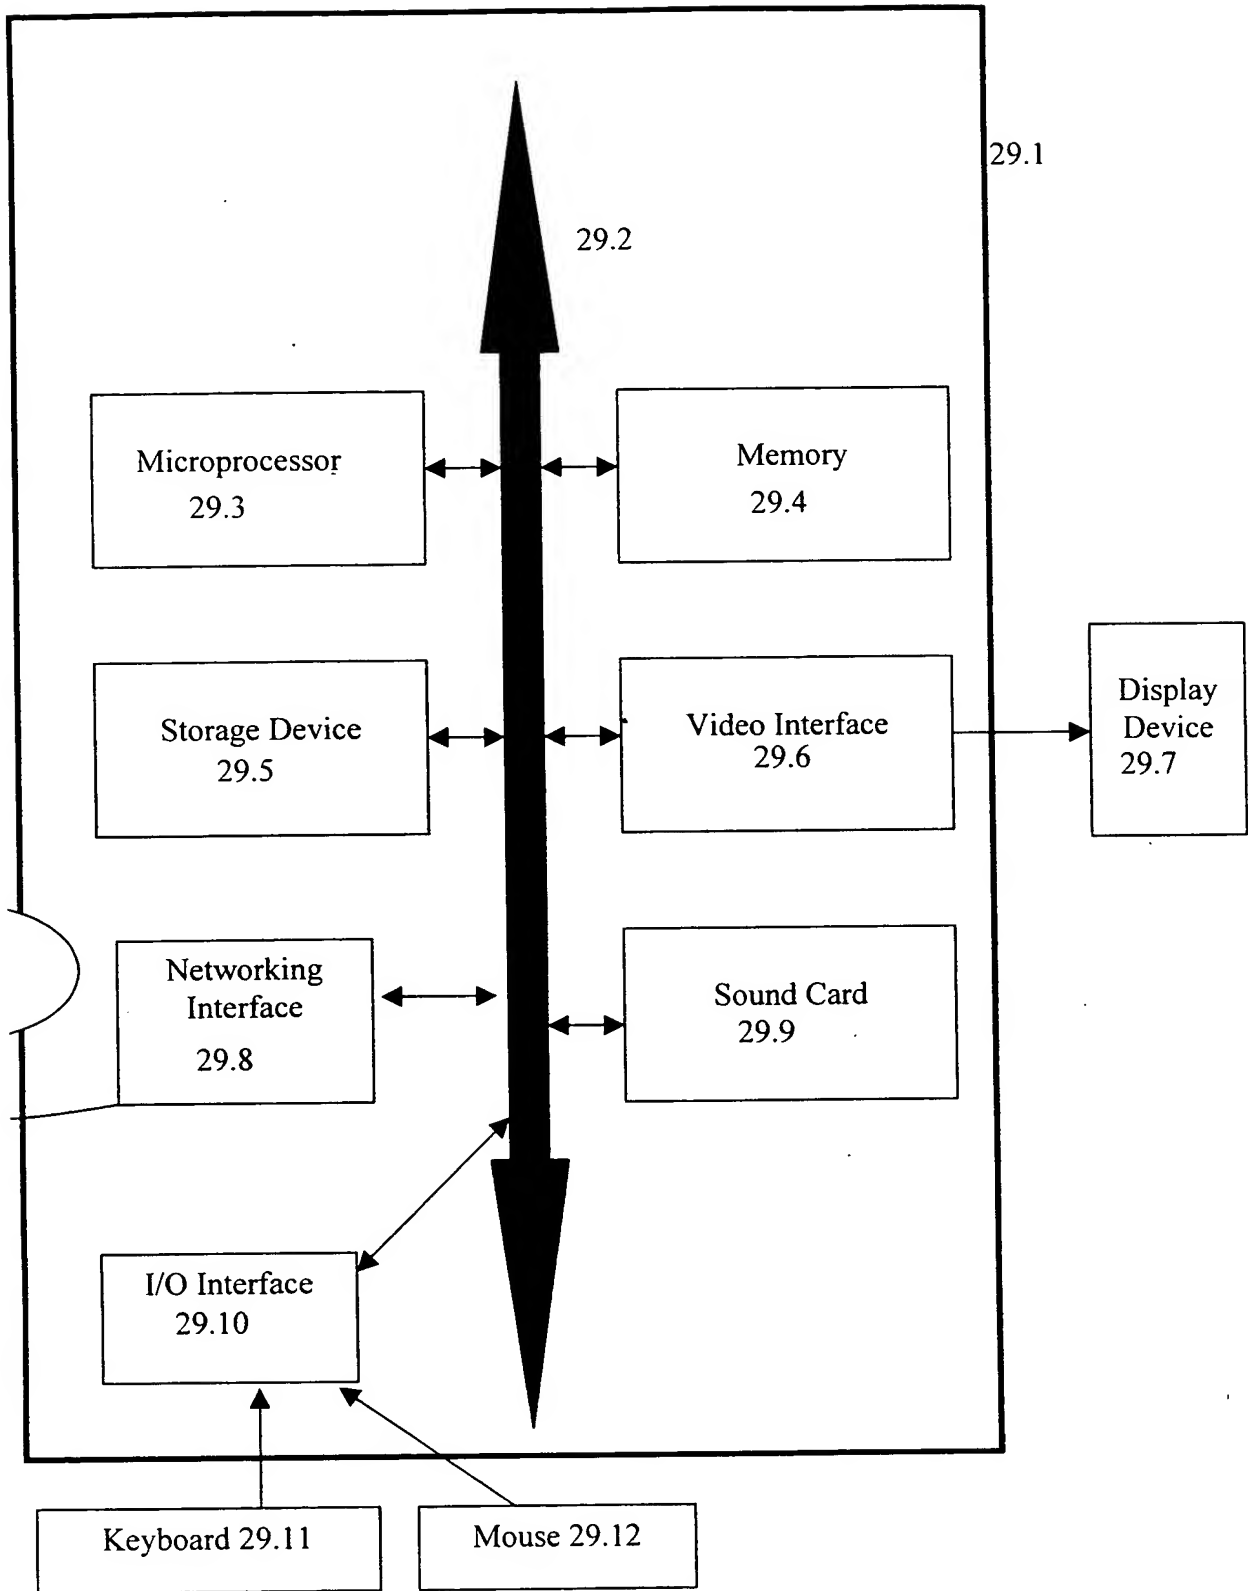 29.1
29.2
Microprocessor
29.3
Memory
29.4
Storage Device
29.5
Video Interface
29.6
Display
Device
29.7
Networking
Interface
29.8
Sound Card
29.9
I/O Interface
29.10
Keyboard 29.11
Mouse 29.12